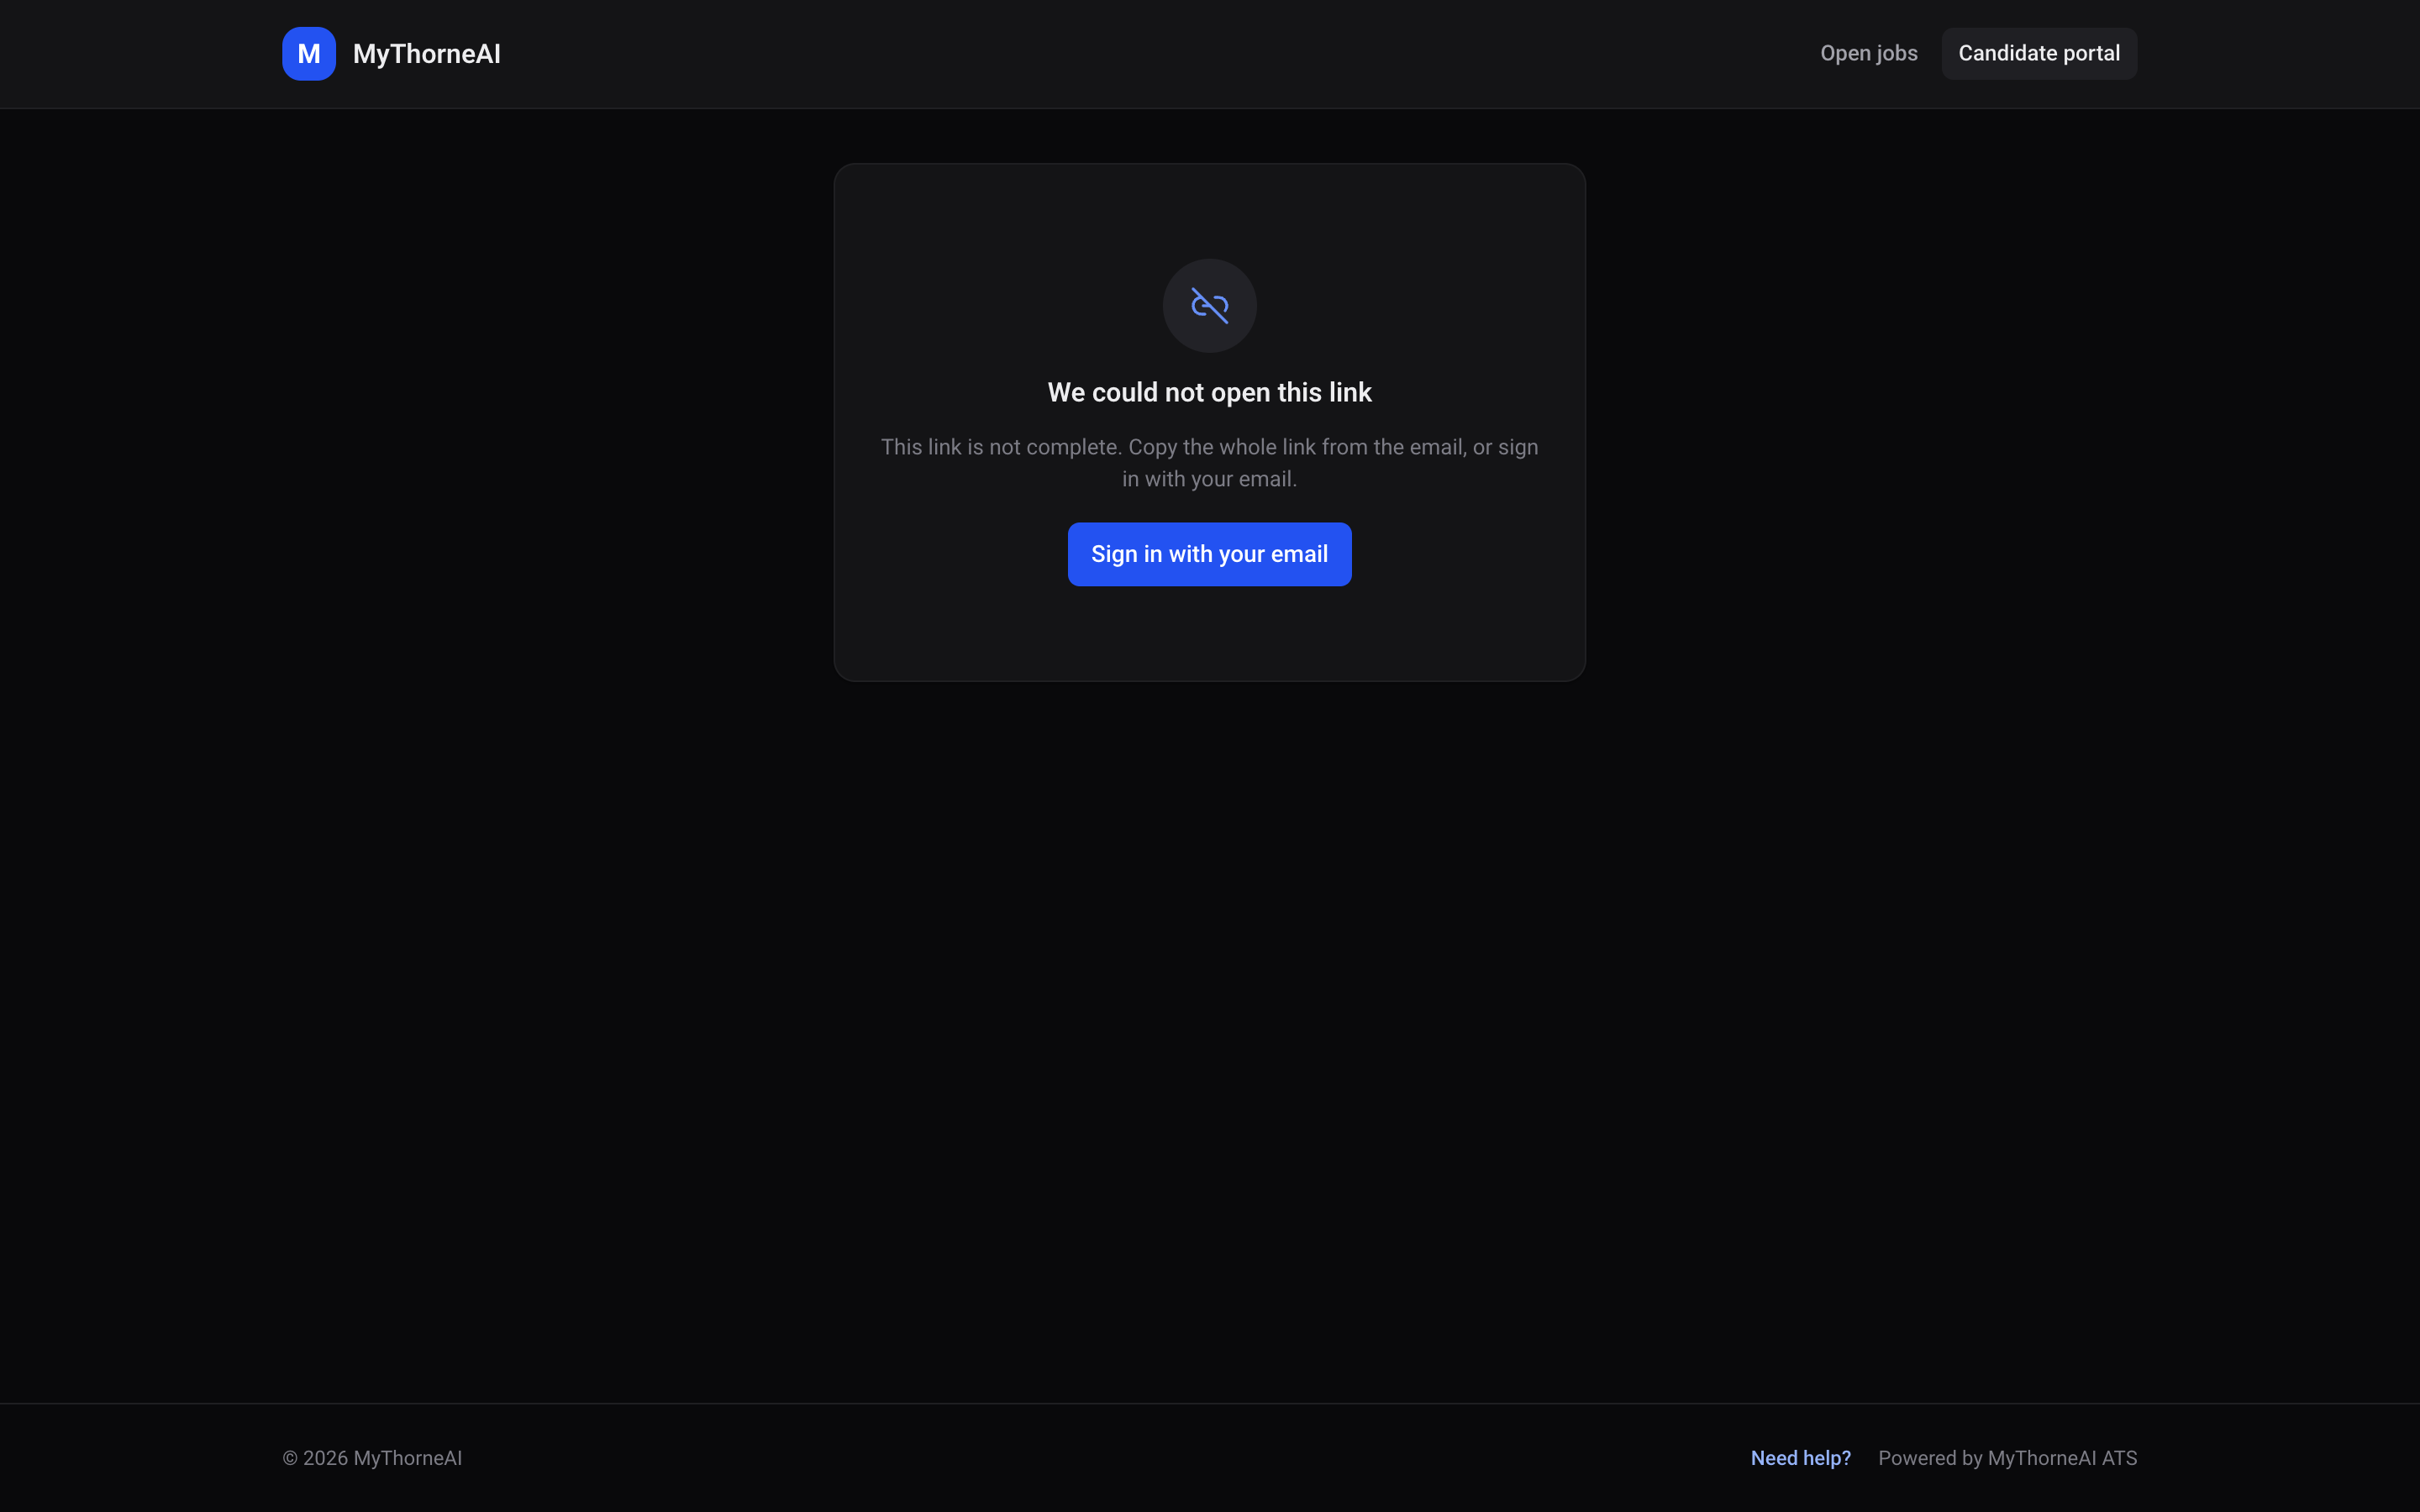 M MyThorneAI
Open jobs
Candidate portal
We could not open this link
This link is not complete. Copy the whole link from the email, or sign
in with your email.
Sign in with your email
© 2026 MyThorneAI
Need help?
Powered by MyThorneAI ATS